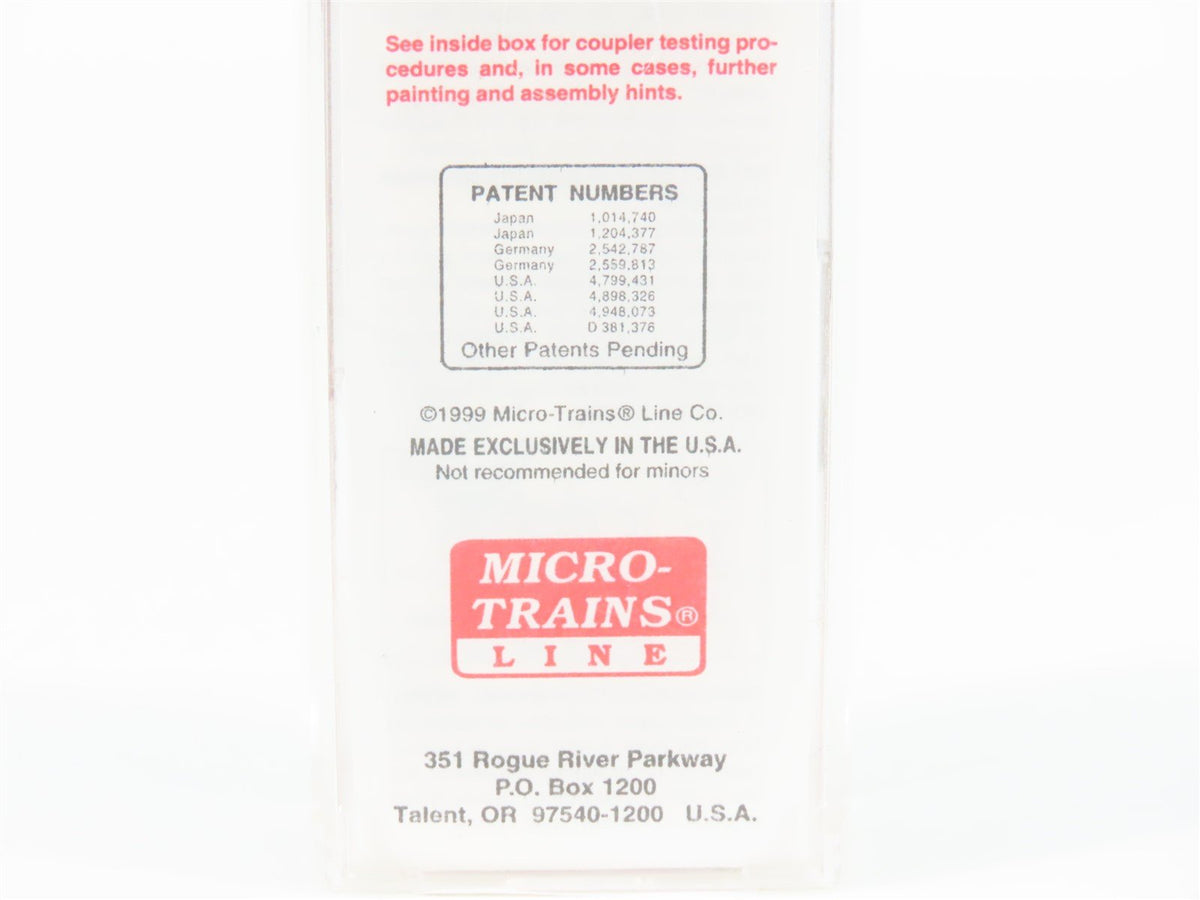 See inside box for coupler testing pro-
cedures and, in some cases, further
painting and assembly hints.
PATENT NUMBERS
Japan 1,014,740
Japan 1,204,377
Germany 2,542,787
Germany 2,559,813
U.S.A. 4,799,431
U.S.A. 4,898,326
U.S.A. 4,948,073
U.S.A. D 381,376
Other Patents Pending
©1999 Micro-Trains® Line Co.
MADE EXCLUSIVELY IN THE U.S.A.
Not recommended for minors
MICRO-
TRAINS®
LINE
351 Rogue River Parkway
P.O. Box 1200
Talent, OR 97540-1200 U.S.A.